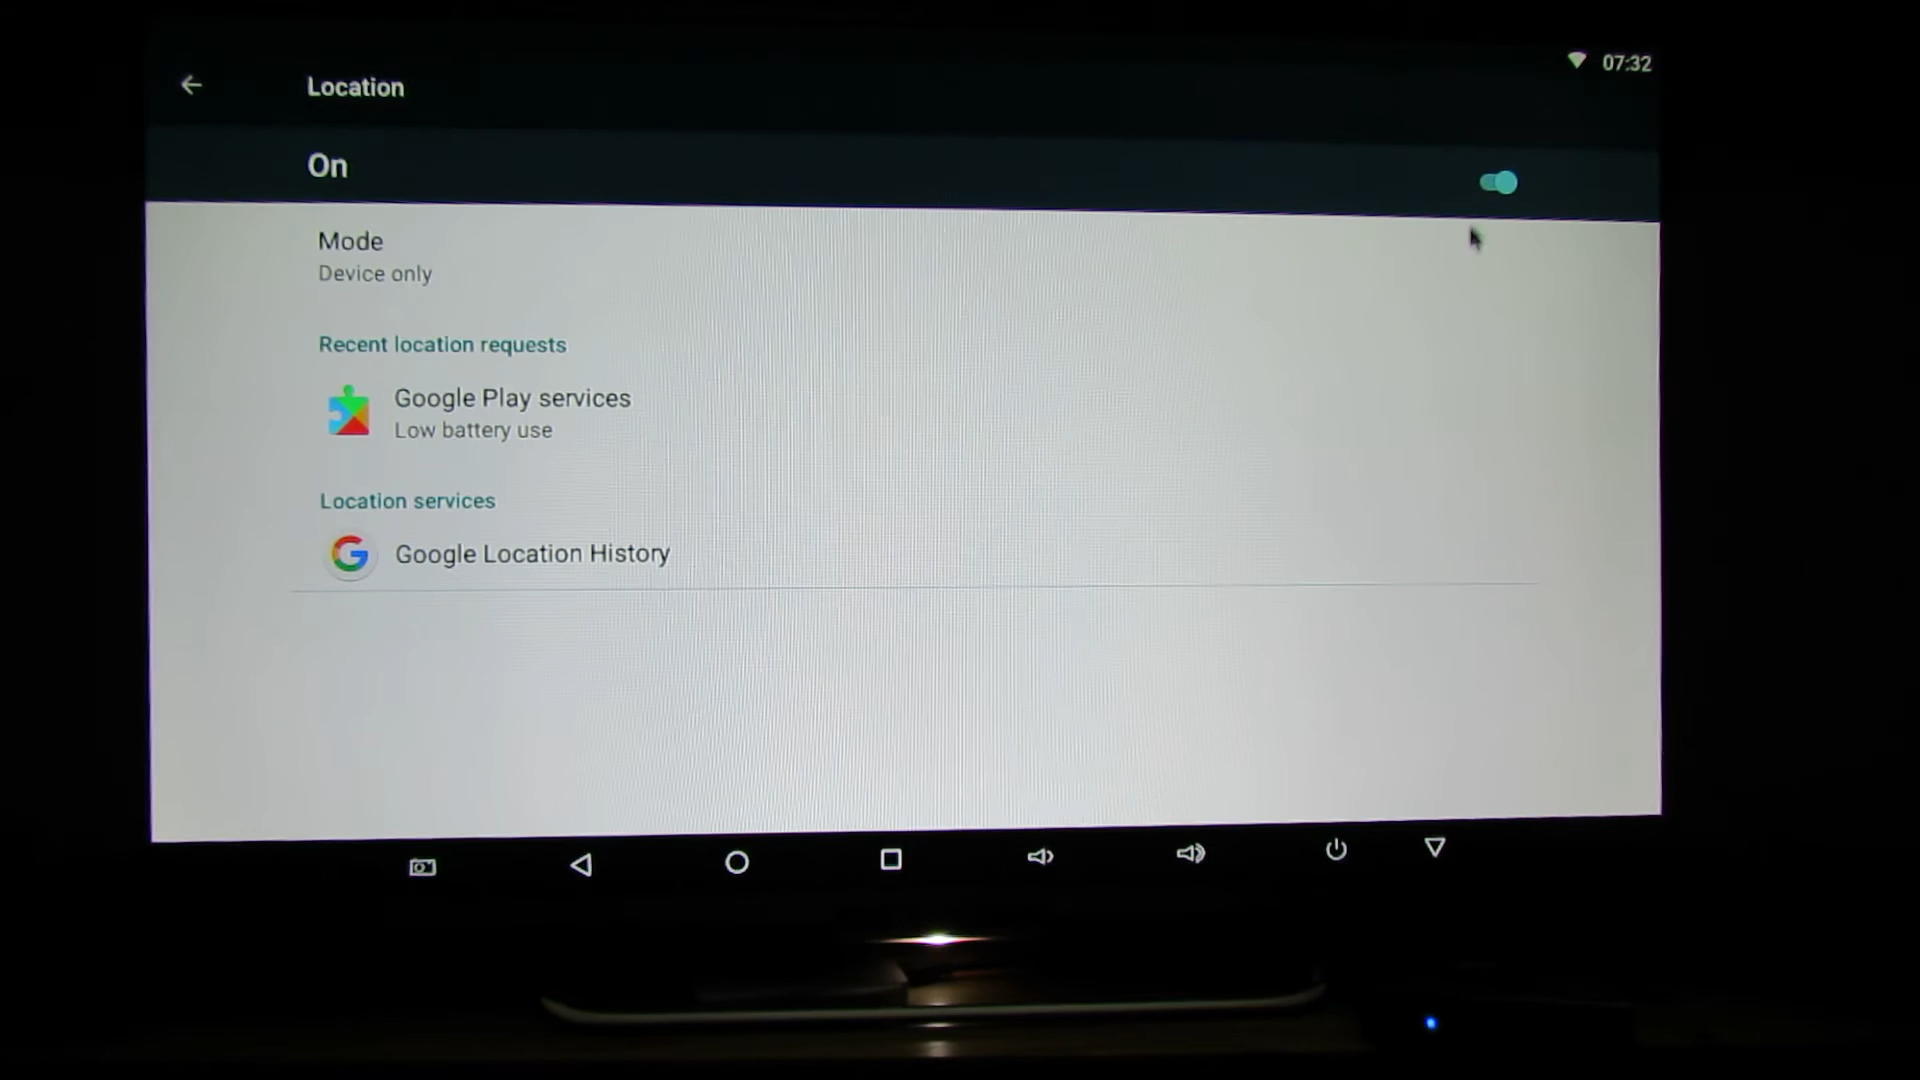 07:32
Location
On
Mode
Device only
Recent location requests
Google Play services
Low battery use
Location services
Google Location History